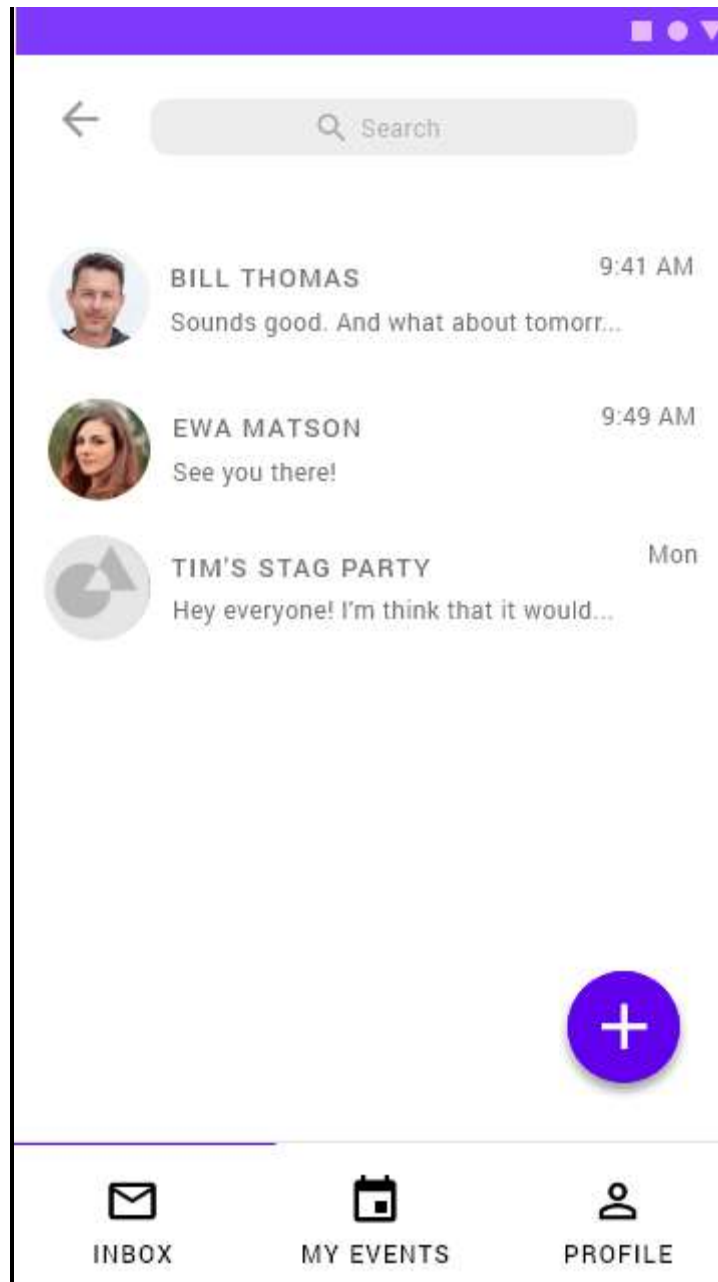 Search
BILL THOMAS
9:41 AM
Sounds good. And what about tomorr...
EWA MATSON
9:49 AM
See you there!
TIM'S STAG PARTY
Mon
Hey everyone! I'm think that it would...
INBOX
MY EVENTS
PROFILE